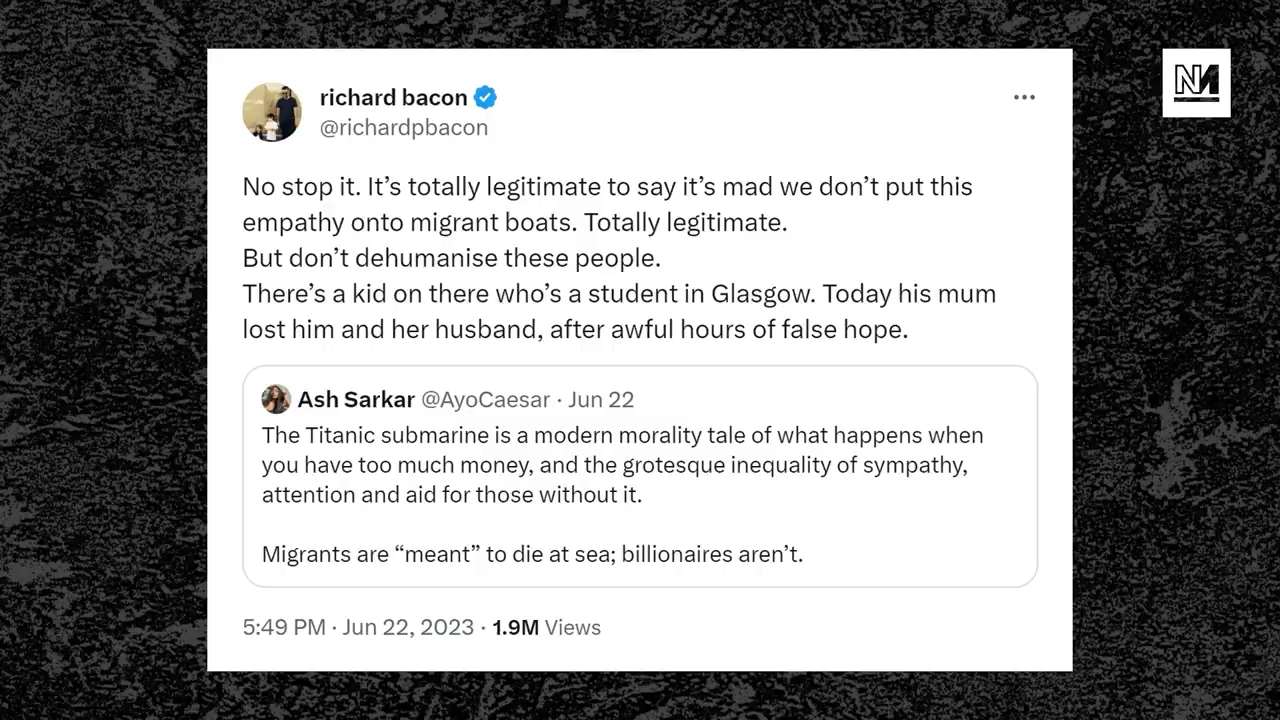 richard bacon
@richardpbacon
No stop it. It’s totally legitimate to say it’s mad we don’t put this
empathy onto migrant boats. Totally legitimate.
But don’t dehumanise these people.
There’s a kid on there who’s a student in Glasgow. Today his mum
lost him and her husband, after awful hours of false hope.
Ash Sarkar @AyoCaesar · Jun 22
The Titanic submarine is a modern morality tale of what happens when
you have too much money, and the grotesque inequality of sympathy,
attention and aid for those without it.
Migrants are “meant” to die at sea; billionaires aren’t.
5:49 PM · Jun 22, 2023 · 1.9M Views
NM